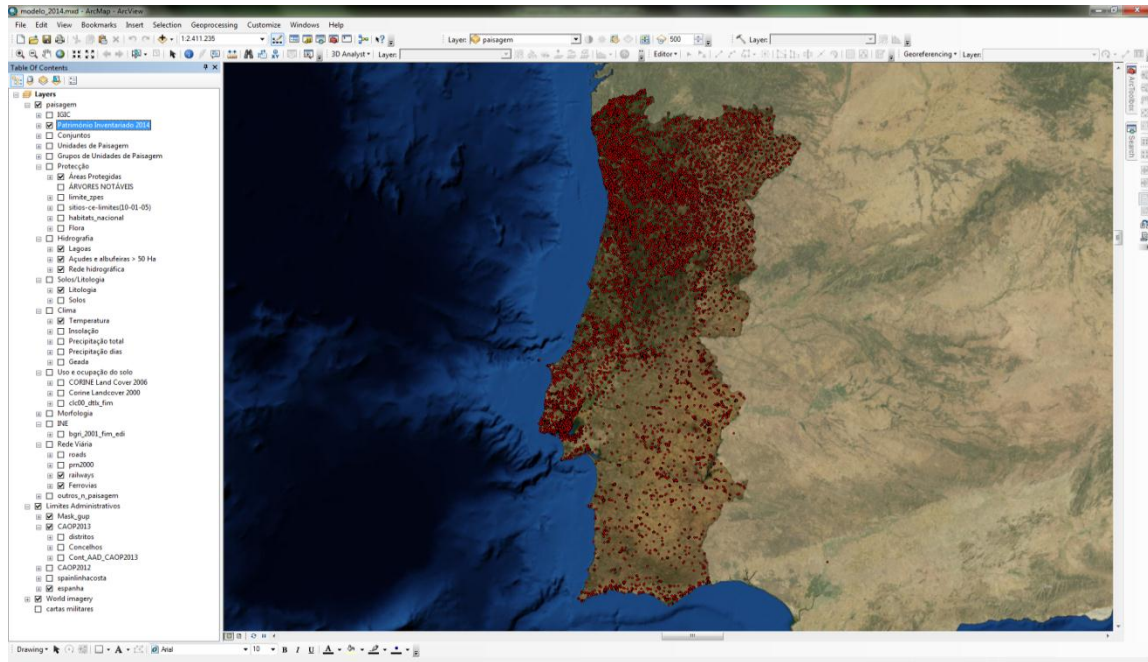 modelo_2014.mxd - ArcMap - ArcView
File Edit View Bookmarks Insert Selection Geoprocessing Customize Windows Help
1:2.411.235
Layer: paisagem
500
Layer:
3D Analyst Layer:
Editor
Georeferencing Layer:
Table Of Contents
Layers
paisagem
IGIC
Património Inventariado 2014
Conjuntos
Unidades de Paisagem
Grupos de Unidades de Paisagem
Protecção
Áreas Protegidas
ÁRVORES NOTÁVEIS
limite_zpes
sitios-ce-limites(10-01-05)
habitats_nacional
Flora
Hidrografia
Lagoas
Açudes e albufeiras > 50 Ha
Rede hidrográfica
Solos/Litologia
Litologia
Solos
Clima
Temperatura
Insolação
Precipitação total
Precipitação dias
Geada
Uso e ocupação do solo
CORINE Land Cover 2006
Corine Landcover 2000
clc00_dtlx_fim
Morfologia
INE
bgri_2001_fim_edi
Rede Viária
roads
prn2000
railways
Ferrovias
outros_n_paisagem
Limites Administrativos
Mask_gup
CAOP2013
distritos
Concelhos
Cont_AAD_CAOP2013
CAOP2012
spainlinhacosta
espanha
World imagery
cartas militares
ArcToolbox
Search
Drawing A Arial 10 B I U A